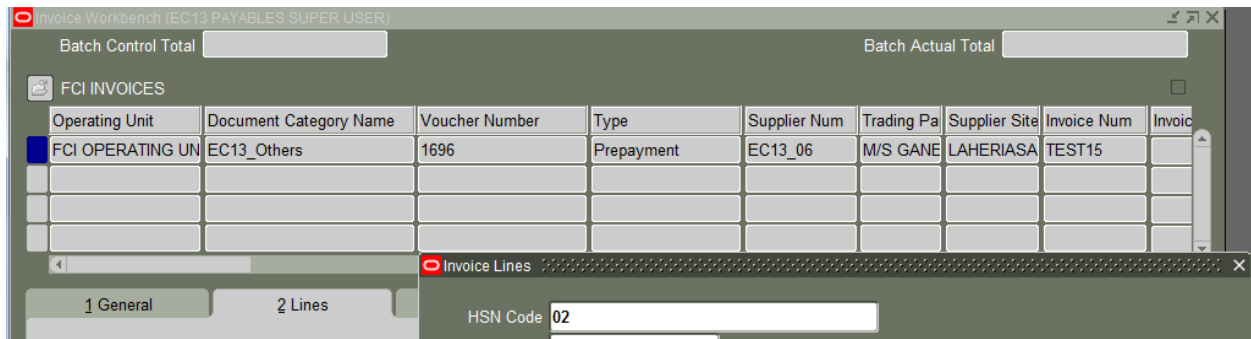 Invoice Workbench (EC13 PAYABLES SUPER USER)
Batch Control Total Batch Actual Total
FCI INVOICES
Operating Unit Document Category Name Voucher Number Type Supplier Num Trading Pa Supplier Site Invoice Num Invoic
FCI OPERATING UN EC13_Others 1696 Prepayment EC13_06 M/S GANE LAHERIASA TEST15
Invoice Lines
1 General 2 Lines
HSN Code 02